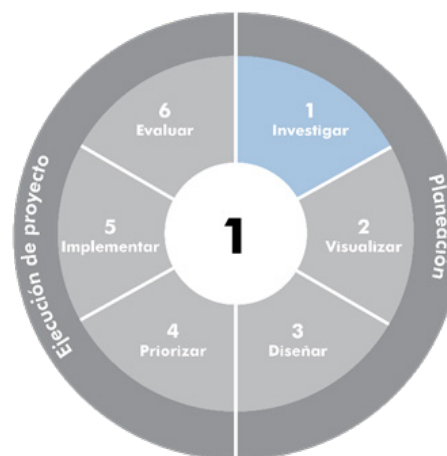 1
Investigar
2
Visualizar
3
Diseñar
4
Priorizar
5
Implementar
6
Evaluar
1
Planeación
Ejecución de proyecto